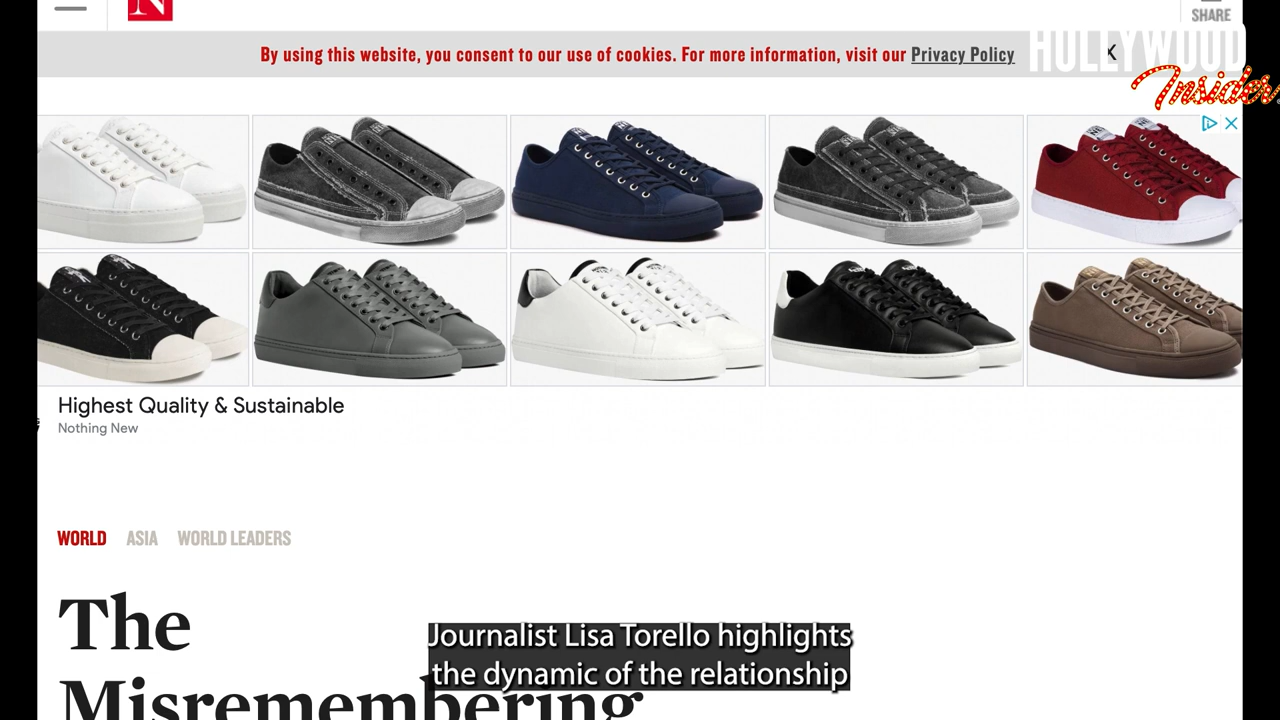 N
SHARE
HOLLYWOOD
Insider
By using this website, you consent to our use of cookies. For more information, visit our Privacy Policy
X
Highest Quality & Sustainable
Nothing New
WORLD ASIA WORLD LEADERS
The
Misremembering
Journalist Lisa Torello highlights
the dynamic of the relationship